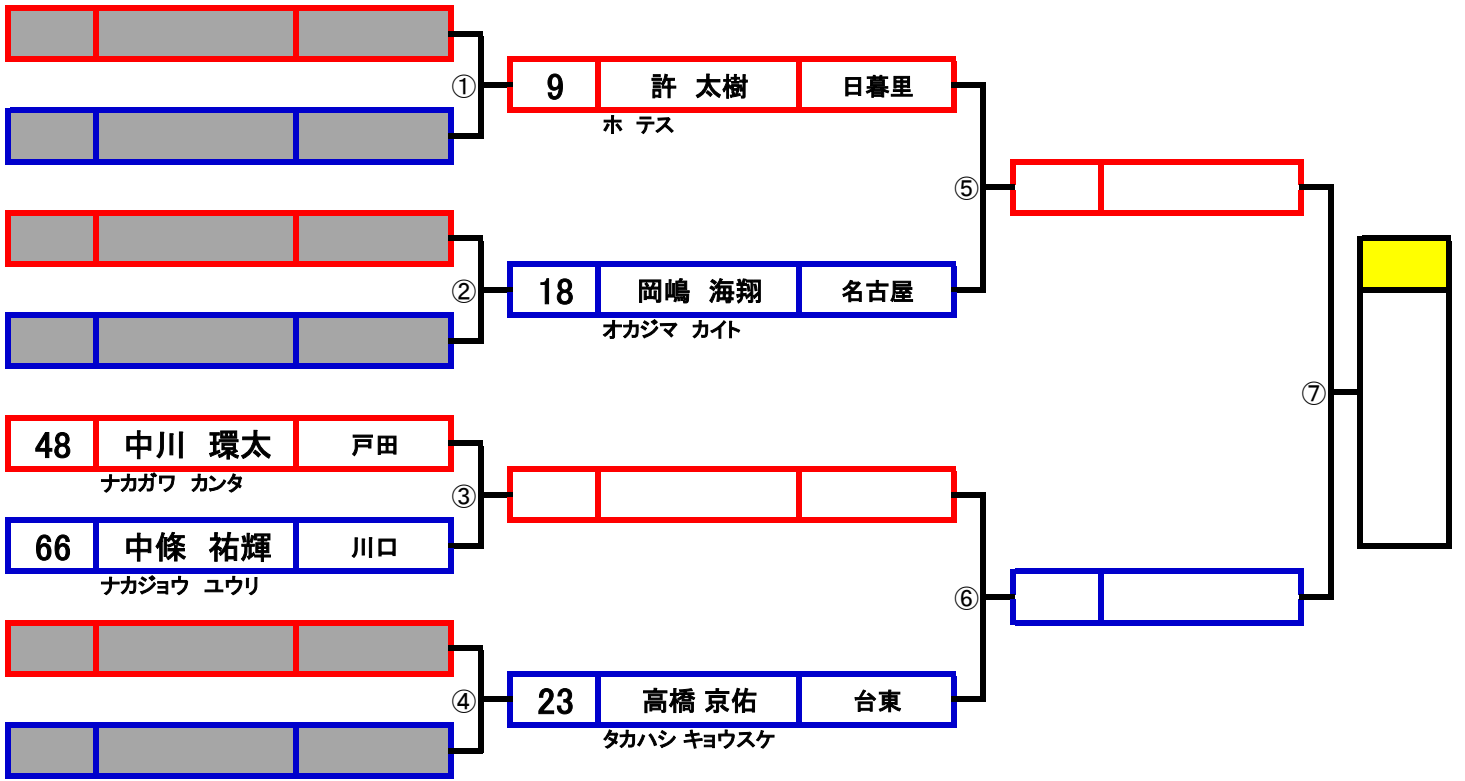 ①
9 許 太樹 日暮里
ホ テス
⑤
②
18 岡嶋 海翔 名古屋
オカジマ カイト
⑦
48 中川 環太 戸田
ナカガワ カンタ
③
66 中條 祐輝 川口
ナカジョウ ユウリ
⑥
④
23 高橋 京佑 台東
タカハシ キョウスケ